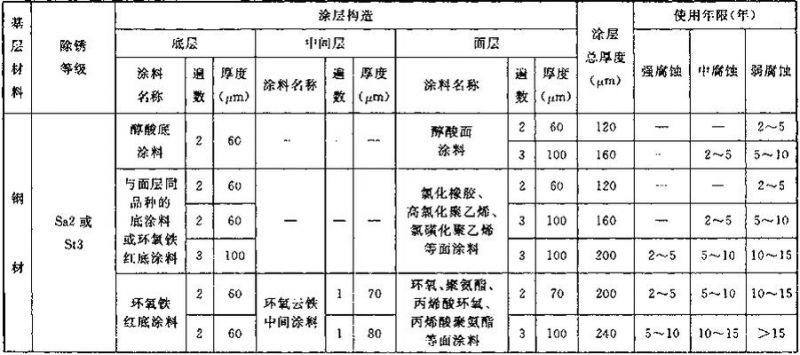 基层材料 除锈等级 涂层构造 涂层总厚度(μm) 使用年限(年)
底层 中间层 面层 强腐蚀 中腐蚀 弱腐蚀
涂料名称 遍数 厚度(μm) 涂料名称 遍数 厚度(μm) 涂料名称 遍数 厚度(μm)
钢材 Sa2 或 St3 醇酸底涂料 2 60 — - — 醇酸面涂料 2 60 120 — — 2~5
3 100 160 - 2~5 5~10
与面层同品种的底涂料或环氧铁红底涂料 2 60 — — — 氯化橡胶、高氯化聚乙烯、氯磺化聚乙烯等面涂料 2 60 120 — — 2~5
2 60 3 100 160 — 2~5 5~10
3 100 3 100 200 2~5 5~10 10~15
环氧铁红底涂料 2 60 环氧云铁中间涂料 1 70 环氧、聚氨酯、丙烯酸环氧、丙烯酸聚氨酯等面涂料 2 70 200 2~5 5~10 10~15
2 60 1 80 3 100 240 5~10 10~15 >15